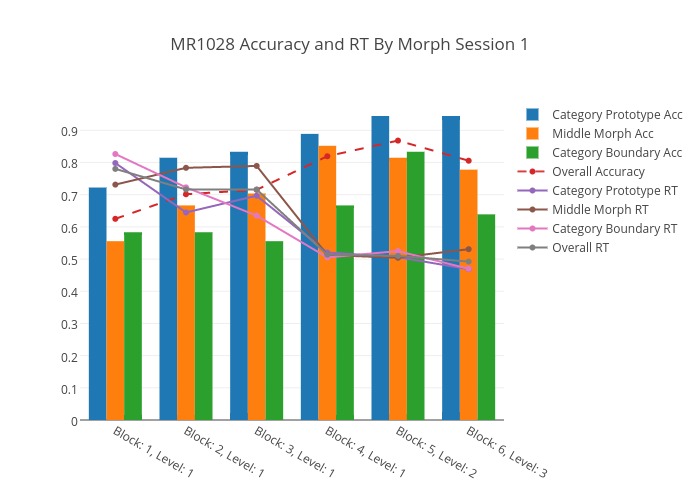 MR1028 Accuracy and RT By Morph Session 1
0.9
0.8
0.7
0.6
0.5
0.4
0.3
0.2
0.1
0
Block: 1, Level: 1
Block: 2, Level: 1
Block: 3, Level: 1
Block: 4, Level: 1
Block: 5, Level: 2
Block: 6, Level: 3
Category Prototype Acc
Middle Morph Acc
Category Boundary Acc
Overall Accuracy
Category Prototype RT
Middle Morph RT
Category Boundary RT
Overall RT